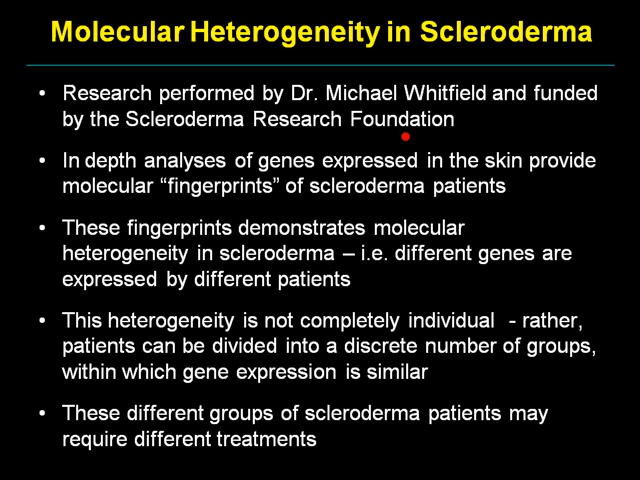 Molecular Heterogeneity in Scleroderma
• Research performed by Dr. Michael Whitfield and funded
by the Scleroderma Research Foundation
• In depth analyses of genes expressed in the skin provide
molecular “fingerprints” of scleroderma patients
• These fingerprints demonstrates molecular
heterogeneity in scleroderma – i.e. different genes are
expressed by different patients
• This heterogeneity is not completely individual - rather,
patients can be divided into a discrete number of groups,
within which gene expression is similar
• These different groups of scleroderma patients may
require different treatments